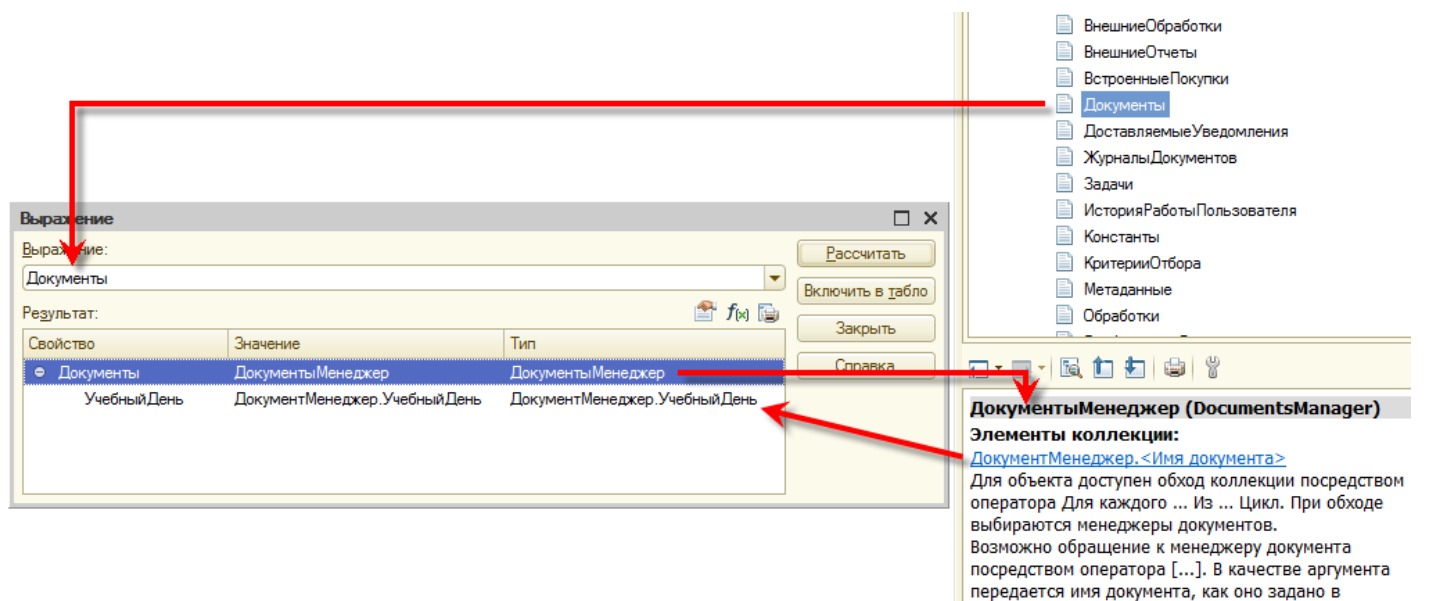 ВнешниеОбработки
ВнешниеОтчеты
ВстроенныеПокупки
Документы
ДоставляемыеУведомления
ЖурналыДокументов
Задачи
ИсторияРаботыПользователя
Константы
КритерииОтбора
Метаданные
Обработки
Выражение
Выражение:
Документы
Рассчитать
Включить в табло
Закрыть
Справка
Результат:
Свойство Значение Тип
Документы ДокументыМенеджер ДокументыМенеджер
УчебныйДень ДокументМенеджер.УчебныйДень ДокументМенеджер.УчебныйДень
ДокументыМенеджер (DocumentsManager)
Элементы коллекции:
ДокументМенеджер.<Имя документа>
Для объекта доступен обход коллекции посредством
оператора Для каждого ... Из ... Цикл. При обходе
выбираются менеджеры документов.
Возможно обращение к менеджеру документа
посредством оператора [...]. В качестве аргумента
передается имя документа, как оно задано в